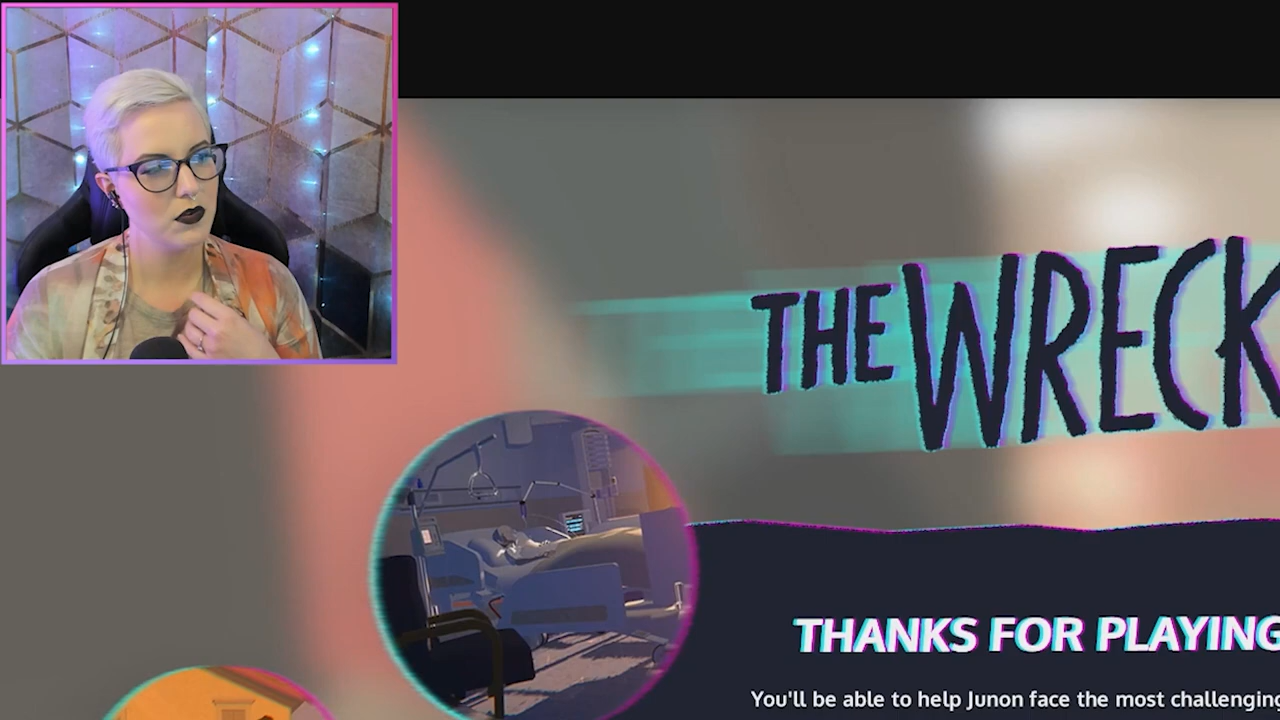 THE WRECK
THANKS FOR PLAYING
You'll be able to help Junon face the most challenging